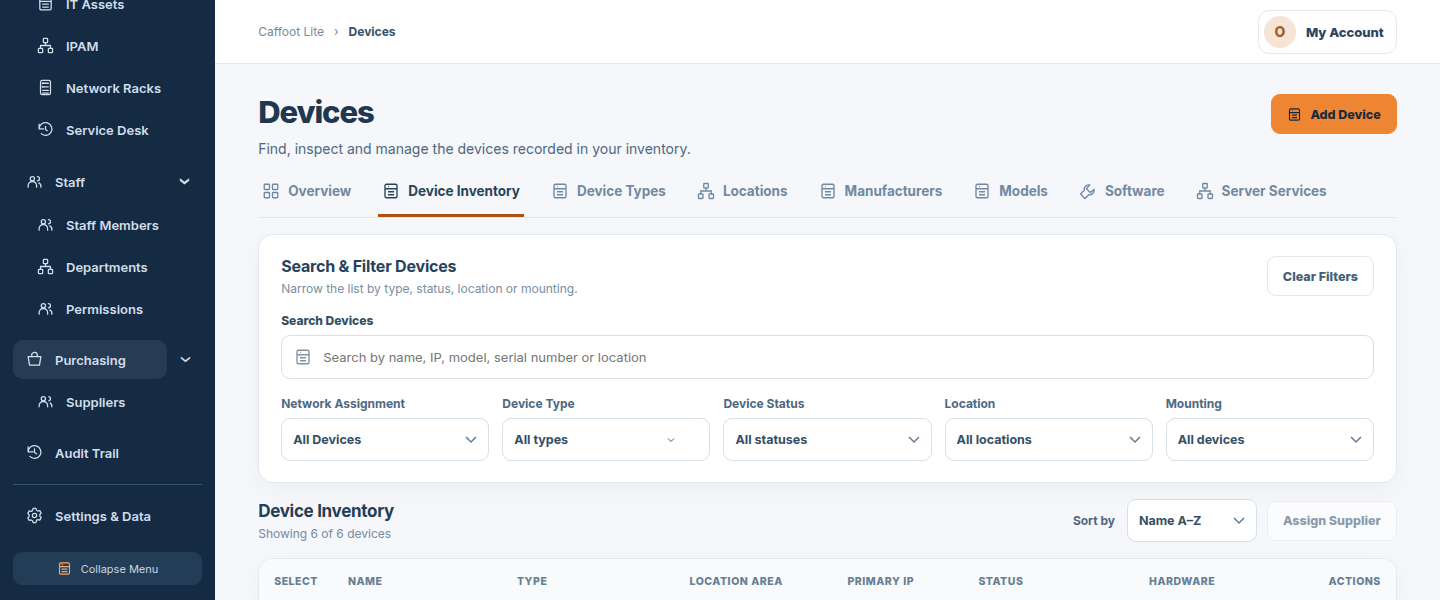 IT Assets
IPAM
Network Racks
Service Desk
Staff
Staff Members
Departments
Permissions
Purchasing
Suppliers
Audit Trail
Settings & Data
Collapse Menu
Caffoot Lite › Devices
O My Account
Devices
Add Device
Find, inspect and manage the devices recorded in your inventory.
Overview Device Inventory Device Types Locations Manufacturers Models Software Server Services
Search & Filter Devices
Narrow the list by type, status, location or mounting.
Clear Filters
Search Devices
Search by name, IP, model, serial number or location
Network Assignment Device Type Device Status Location Mounting
All Devices All types All statuses All locations All devices
Device Inventory
Showing 6 of 6 devices
Sort by Name A–Z Assign Supplier
SELECT NAME TYPE LOCATION AREA PRIMARY IP STATUS HARDWARE ACTIONS